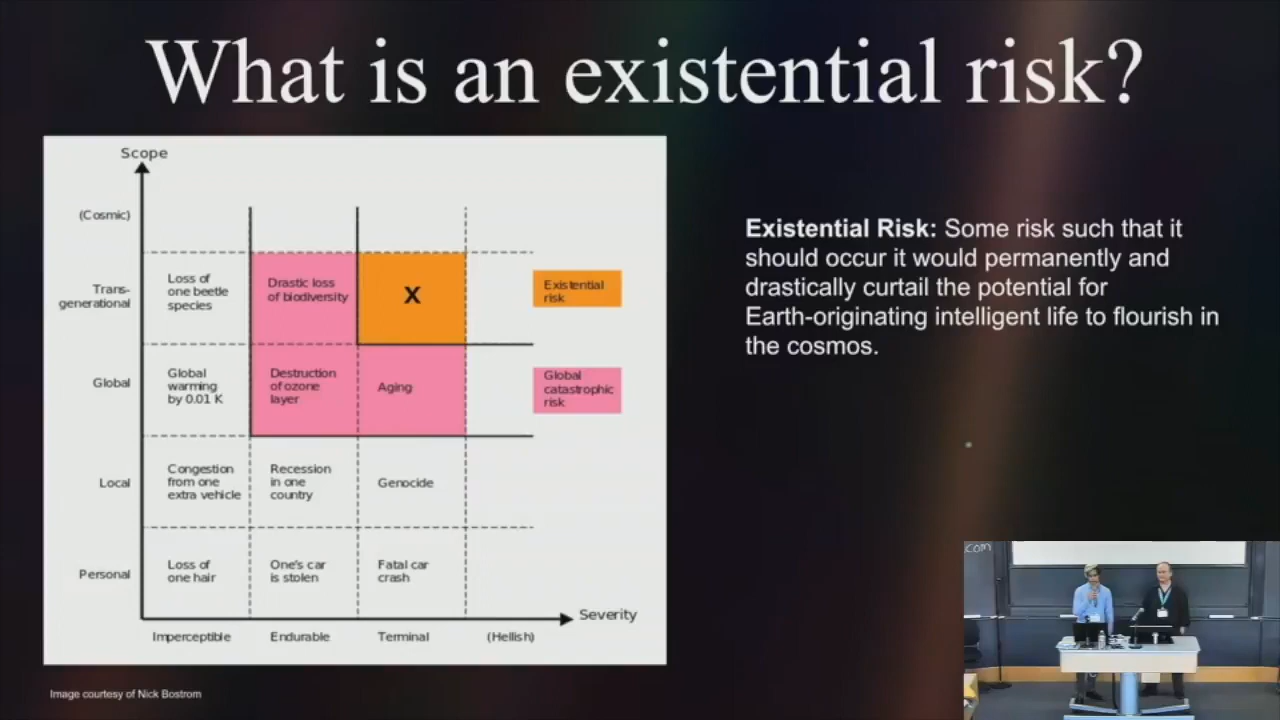 What is an existential risk?
Scope
(Cosmic)
Trans-
generational
Loss of
one beetle
species
Drastic loss
of biodiversity
X
Existential
risk
Global
Global
warming
by 0.01 K
Destruction
of ozone
layer
Aging
Global
catastrophic
risk
Local
Congestion
from one
extra vehicle
Recession
in one
country
Genocide
Personal
Loss of
one hair
One's car
is stolen
Fatal car
crash
Severity
Imperceptible
Endurable
Terminal
(Hellish)
Image courtesy of Nick Bostrom
Existential Risk: Some risk such that it
should occur it would permanently and
drastically curtail the potential for
Earth-originating intelligent life to flourish in
the cosmos.
com